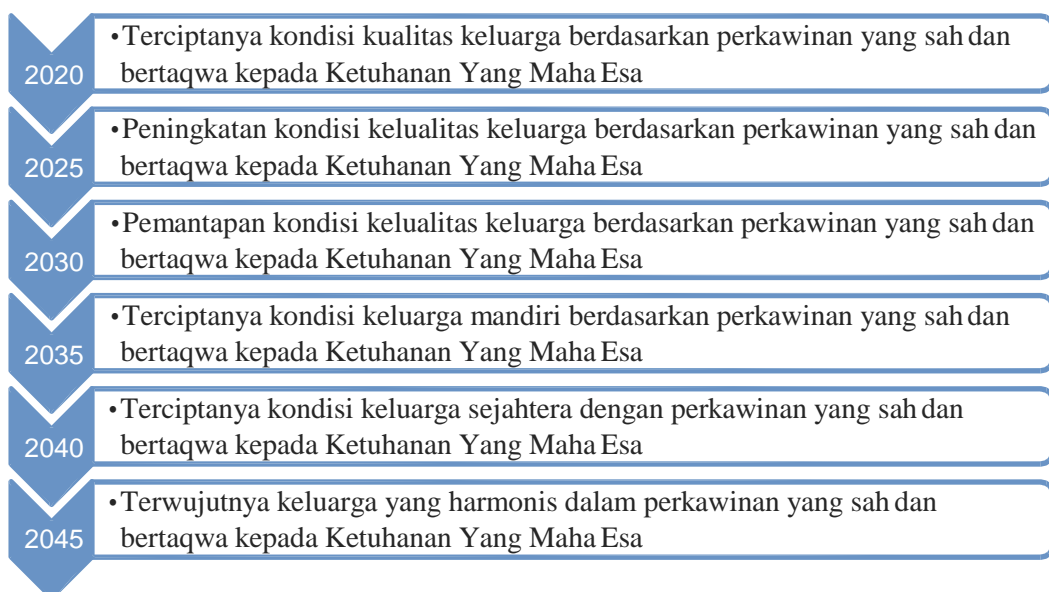 •Terciptanya kondisi kualitas keluarga berdasarkan perkawinan yang sah dan
2020 bertaqwa kepada Ketuhanan Yang Maha Esa
•Peningkatan kondisi kelualitas keluarga berdasarkan perkawinan yang sah dan
2025 bertaqwa kepada Ketuhanan Yang Maha Esa
•Pemantapan kondisi kelualitas keluarga berdasarkan perkawinan yang sah dan
2030 bertaqwa kepada Ketuhanan Yang Maha Esa
•Terciptanya kondisi keluarga mandiri berdasarkan perkawinan yang sah dan
2035 bertaqwa kepada Ketuhanan Yang Maha Esa
•Terciptanya kondisi keluarga sejahtera dengan perkawinan yang sah dan
2040 bertaqwa kepada Ketuhanan Yang Maha Esa
•Terwujutnya keluarga yang harmonis dalam perkawinan yang sah dan
2045 bertaqwa kepada Ketuhanan Yang Maha Esa